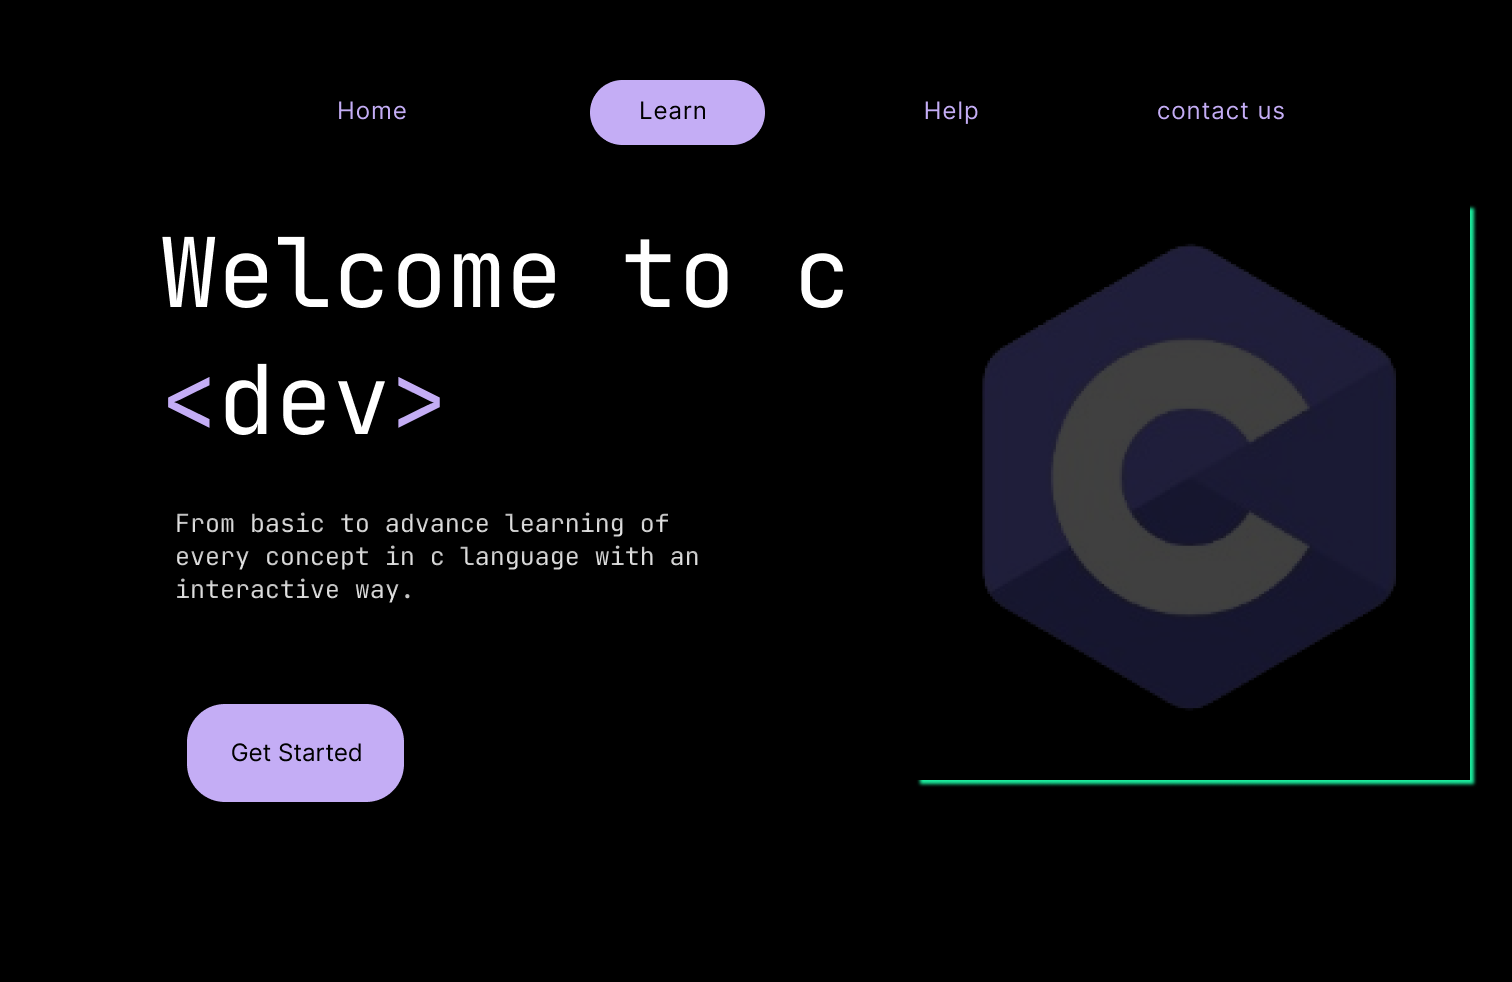 Home Learn Help contact us
Welcome to c
<dev>
From basic to advance learning of
every concept in c language with an
interactive way.
Get Started
C